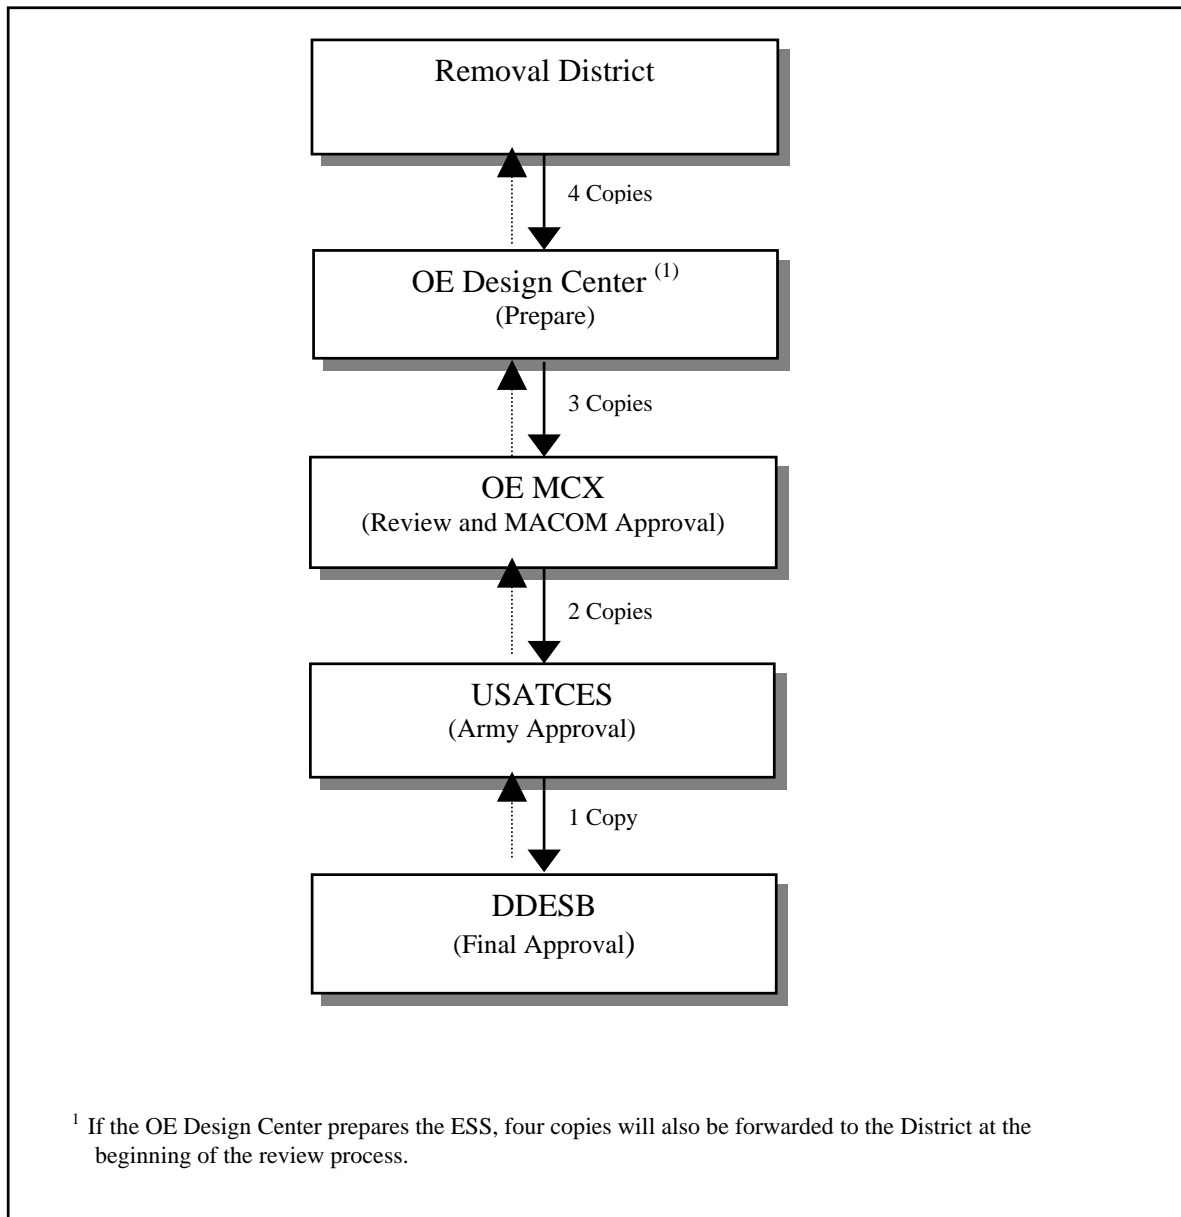 Removal District
4 Copies
OE Design Center (1)
(Prepare)
3 Copies
OE MCX
(Review and MACOM Approval)
2 Copies
USATCES
(Army Approval)
1 Copy
DDESB
(Final Approval)
1 If the OE Design Center prepares the ESS, four copies will also be forwarded to the District at the
beginning of the review process.